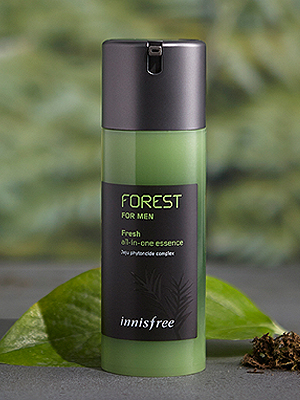 FOREST
FOR MEN
Fresh
all-in-one essence
Jeju phytoncide complex
innisfree